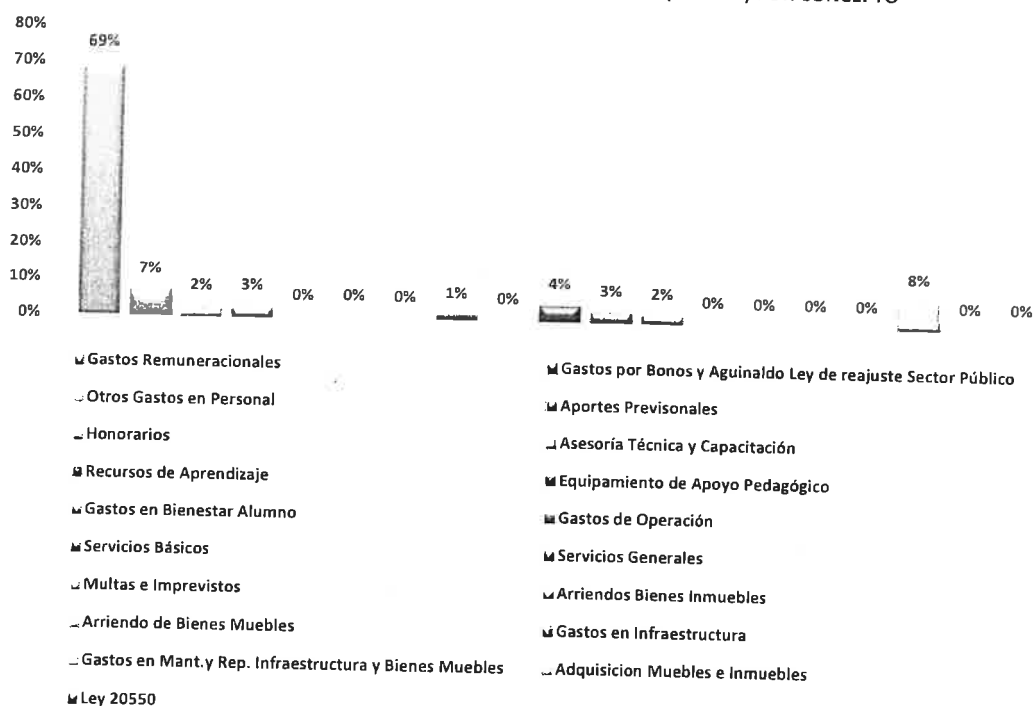 80%
70%
60%
50%
40%
30%
20%
10%
0%
69%
7%
2%
3%
0%
0%
0%
1%
0%
4%
3%
2%
0%
0%
0%
0%
8%
0%
0%
Gastos Remuneracionales
Gastos por Bonos y Aguinaldo Ley de reajuste Sector Público
Otros Gastos en Personal
Aportes Previsonales
Honorarios
Asesoría Técnica y Capacitación
Recursos de Aprendizaje
Equipamiento de Apoyo Pedagógico
Gastos en Bienestar Alumno
Gastos de Operación
Servicios Básicos
Servicios Generales
Multas e Imprevistos
Arriendos Bienes Inmuebles
Arriendo de Bienes Muebles
Gastos en Infraestructura
Gastos en Mant.y Rep. Infraestructura y Bienes Muebles
Adquisicion Muebles e Inmuebles
Ley 20550